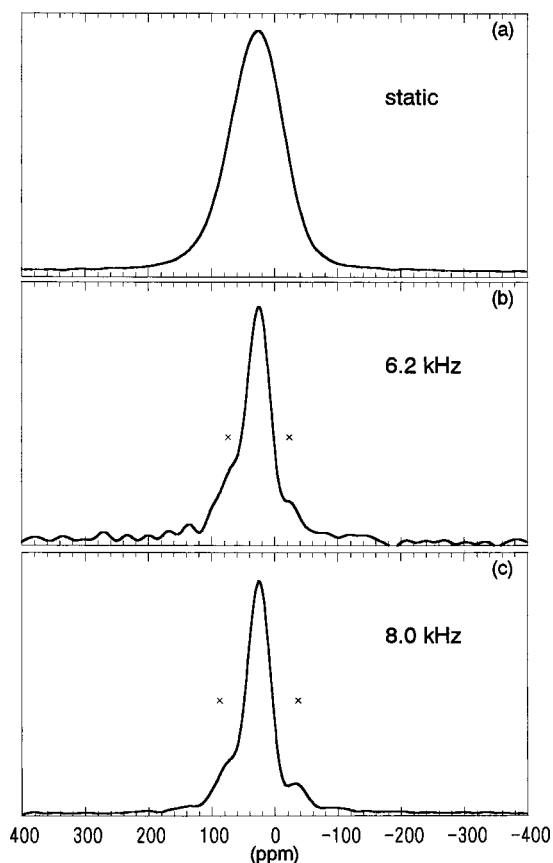 (a)
static
(b)
6.2 kHz
×
×
(c)
8.0 kHz
×
×
400 300 200 100 0 -100 -200 -300 -400
(ppm)